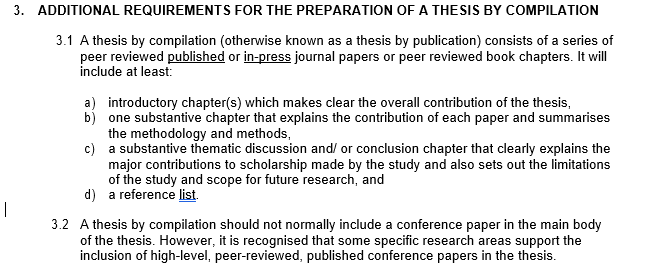 3. ADDITIONAL REQUIREMENTS FOR THE PREPARATION OF A THESIS BY COMPILATION
3.1 A thesis by compilation (otherwise known as a thesis by publication) consists of a series of
peer reviewed published or in-press journal papers or peer reviewed book chapters. It will
include at least:
a) introductory chapter(s) which makes clear the overall contribution of the thesis,
b) one substantive chapter that explains the contribution of each paper and summarises
the methodology and methods,
c) a substantive thematic discussion and/ or conclusion chapter that clearly explains the
major contributions to scholarship made by the study and also sets out the limitations
of the study and scope for future research, and
d) a reference list.
3.2 A thesis by compilation should not normally include a conference paper in the main body
of the thesis. However, it is recognised that some specific research areas support the
inclusion of high-level, peer-reviewed, published conference papers in the thesis.